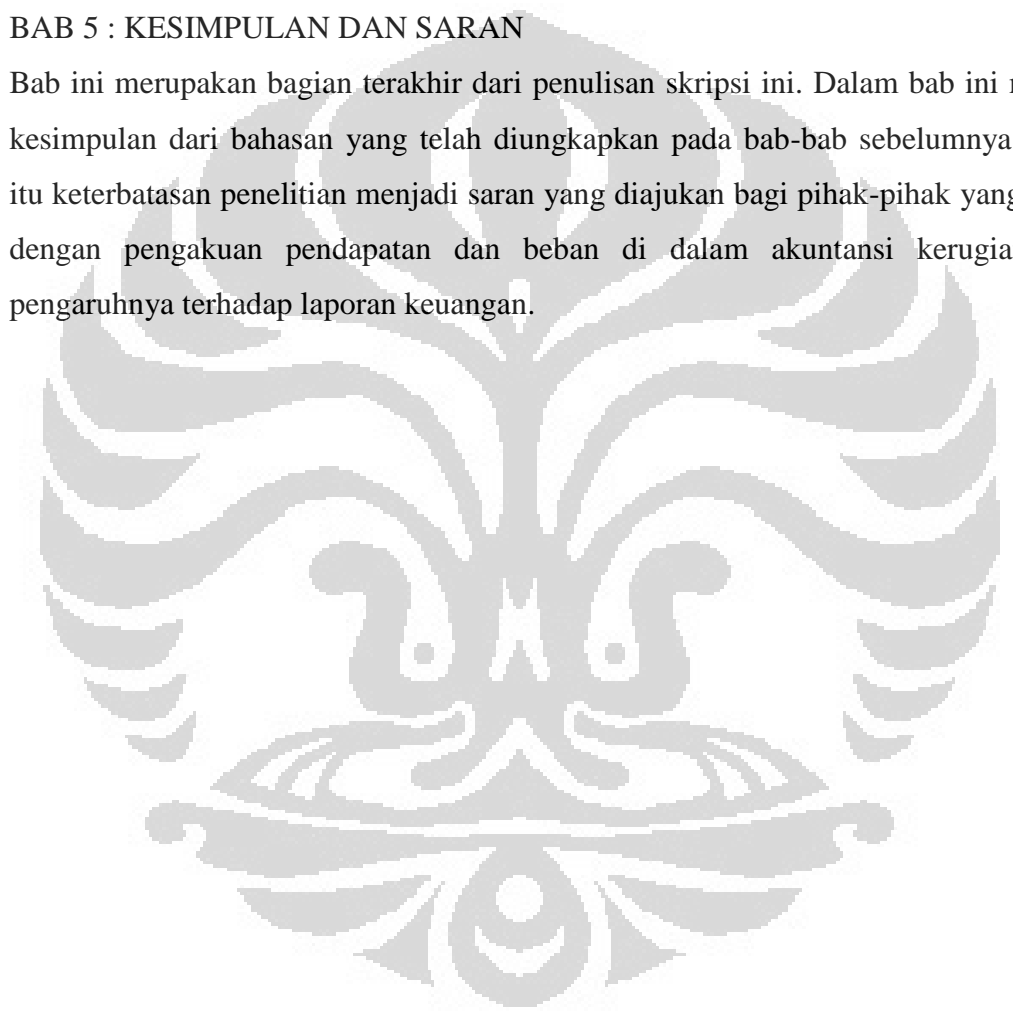 BAB 5 : KESIMPULAN DAN SARAN
Bab ini merupakan bagian terakhir dari penulisan skripsi ini. Dalam bab ini
kesimpulan dari bahasan yang telah diungkapkan pada bab-bab sebelumnya
itu keterbatasan penelitian menjadi saran yang diajukan bagi pihak-pihak yang
dengan pengakuan pendapatan dan beban di dalam akuntansi
pengaruhnya terhadap laporan keuangan.